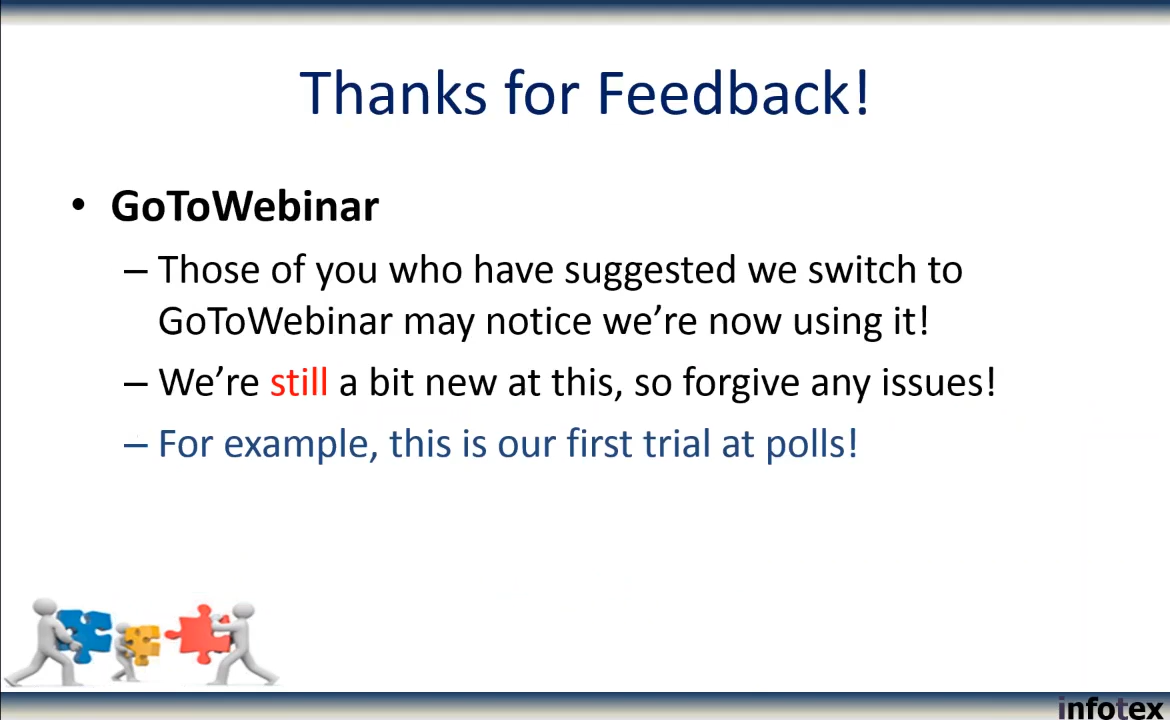 Thanks for Feedback!
• GoToWebinar
– Those of you who have suggested we switch to
GoToWebinar may notice we’re now using it!
– We’re still a bit new at this, so forgive any issues!
– For example, this is our first trial at polls!
infotex